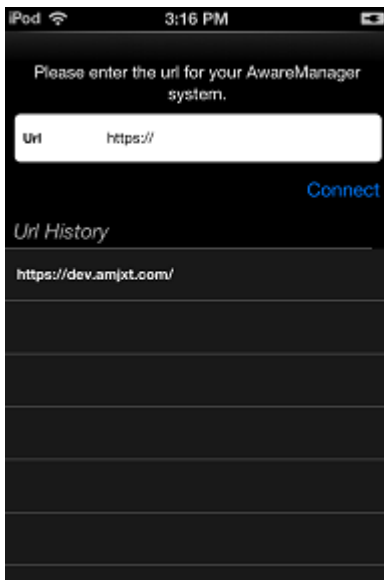 iPod 3:16 PM
Please enter the url for your AwareManager
system.
Url https://
Connect
Url History
https://dev.amjxt.com/